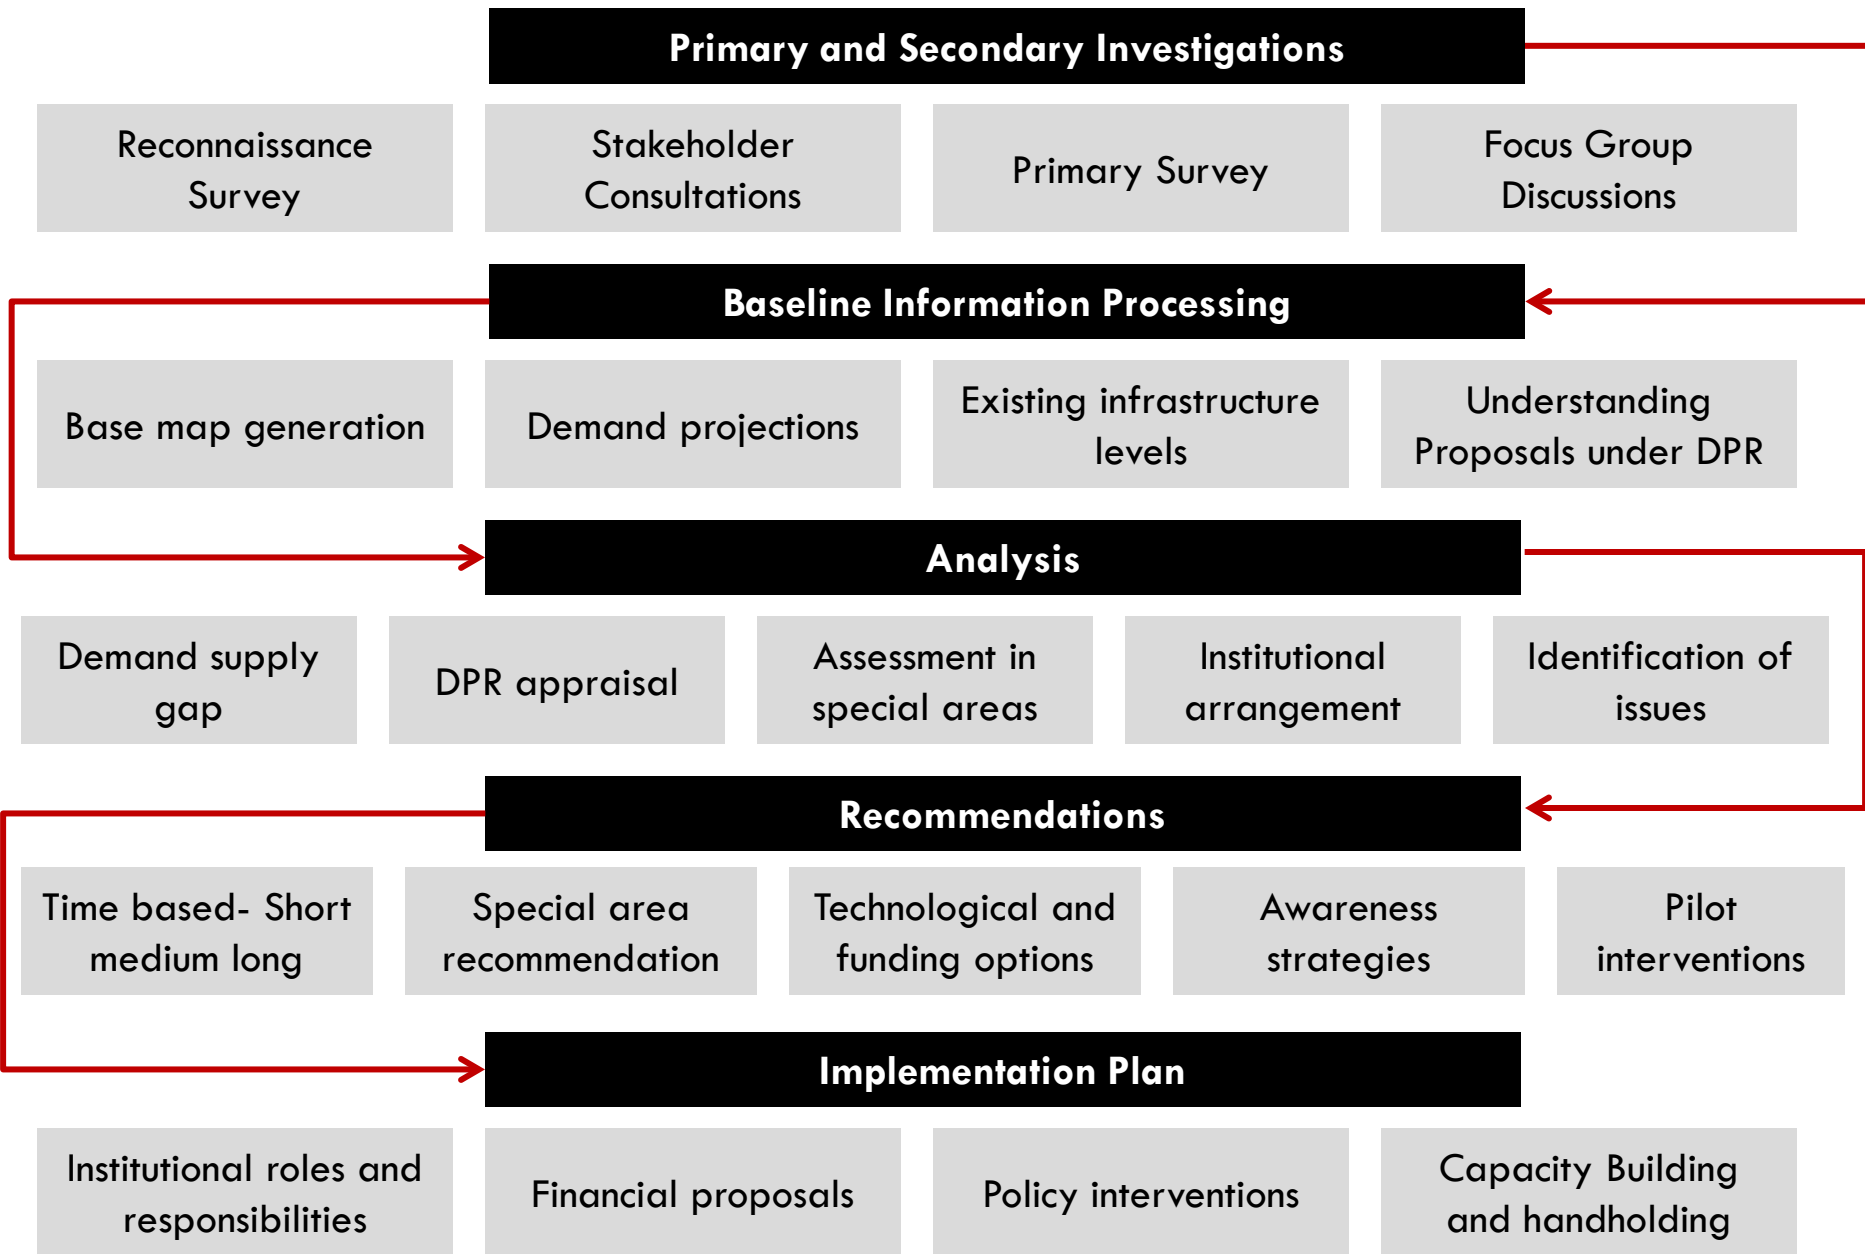 Primary and Secondary Investigations
Reconnaissance
Survey
Stakeholder
Consultations
Primary Survey
Focus Group
Discussions
Baseline Information Processing
Base map generation
Demand projections
Existing infrastructure
levels
Understanding
Proposals under DPR
Analysis
Demand supply
gap
DPR appraisal
Assessment in
special areas
Institutional
arrangement
Identification of
issues
Recommendations
Time based- Short
medium long
Special area
recommendation
Technological and
funding options
Awareness
strategies
Pilot
interventions
Implementation Plan
Institutional roles and
responsibilities
Financial proposals
Policy interventions
Capacity Building
and handholding